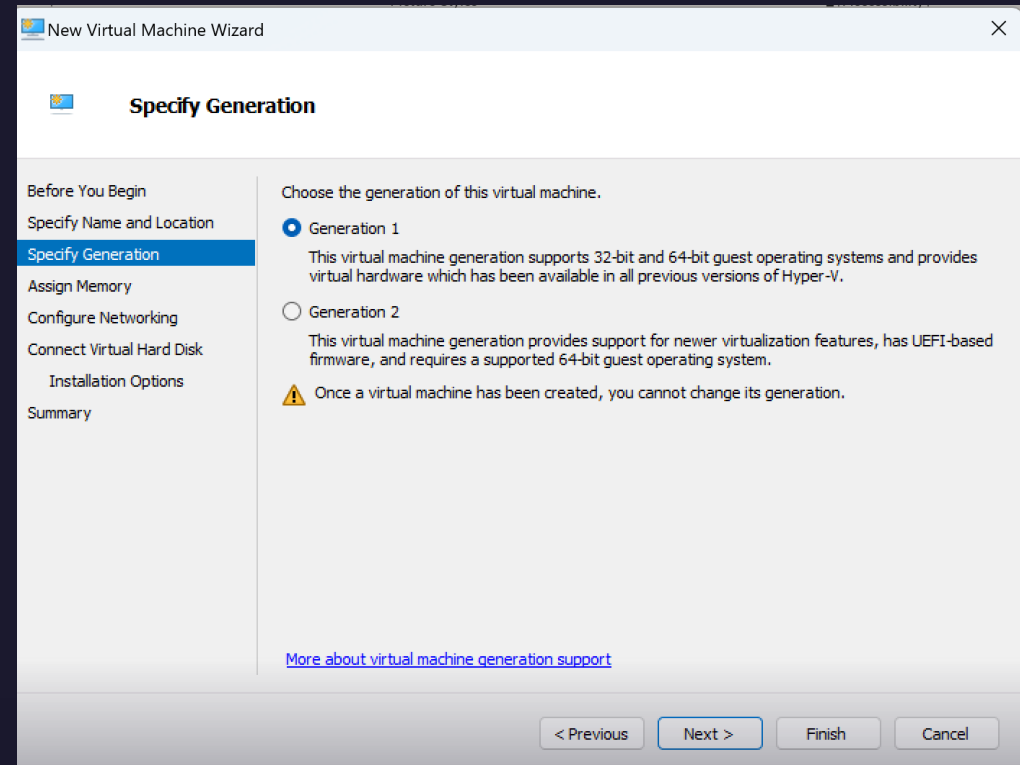 New Virtual Machine Wizard
Specify Generation
Before You Begin
Specify Name and Location
Specify Generation
Assign Memory
Configure Networking
Connect Virtual Hard Disk
Installation Options
Summary
Choose the generation of this virtual machine.
Generation 1
This virtual machine generation supports 32-bit and 64-bit guest operating systems and provides
virtual hardware which has been available in all previous versions of Hyper-V.
Generation 2
This virtual machine generation provides support for newer virtualization features, has UEFI-based
firmware, and requires a supported 64-bit guest operating system.
Once a virtual machine has been created, you cannot change its generation.
More about virtual machine generation support
< Previous
Next >
Finish
Cancel